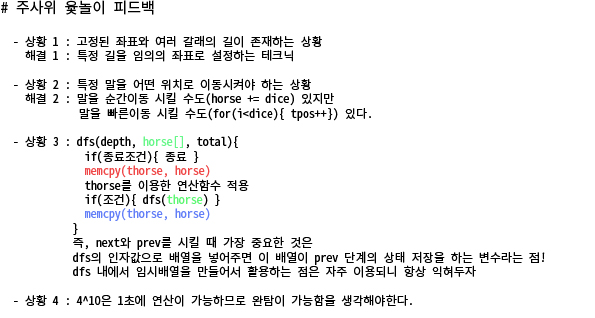 # 주사위 윷놀이 피드백
- 상황 1 : 고정된 좌표와 여러 갈래의 길이 존재하는 상황
해결 1 : 특정 길을 임의의 좌표로 설정하는 테크닉
- 상황 2 : 특정 말을 어떤 위치로 이동시켜야 하는 상황
해결 2 : 말을 순간이동 시킬 수도(horse += dice) 있지만
말을 빠른이동 시킬 수도(for(i<dice){ tpos++}) 있다.
- 상황 3 : dfs(depth, horse[], total){
if(종료조건){ 종료 }
memcpy(thorse, horse)
thorse를 이용한 연산함수 적용
if(조건){ dfs(thorse) }
memcpy(thorse, horse)
}
즉, next와 prev를 시킬 때 가장 중요한 것은
dfs의 인자값으로 배열을 넣어주면 이 배열이 prev 단계의 상태 저장을 하는 변수라는 점!
dfs 내에서 임시배열을 만들어서 활용하는 점은 자주 이용되니 항상 익혀두자
- 상황 4 : 4^10은 1초에 연산이 가능하므로 완탐이 가능함을 생각해야한다.